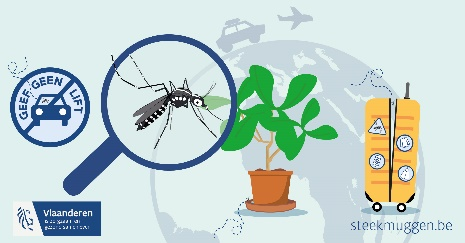 GEEF GEEN
LIFT
Vlaanderen
steekmuggen.be